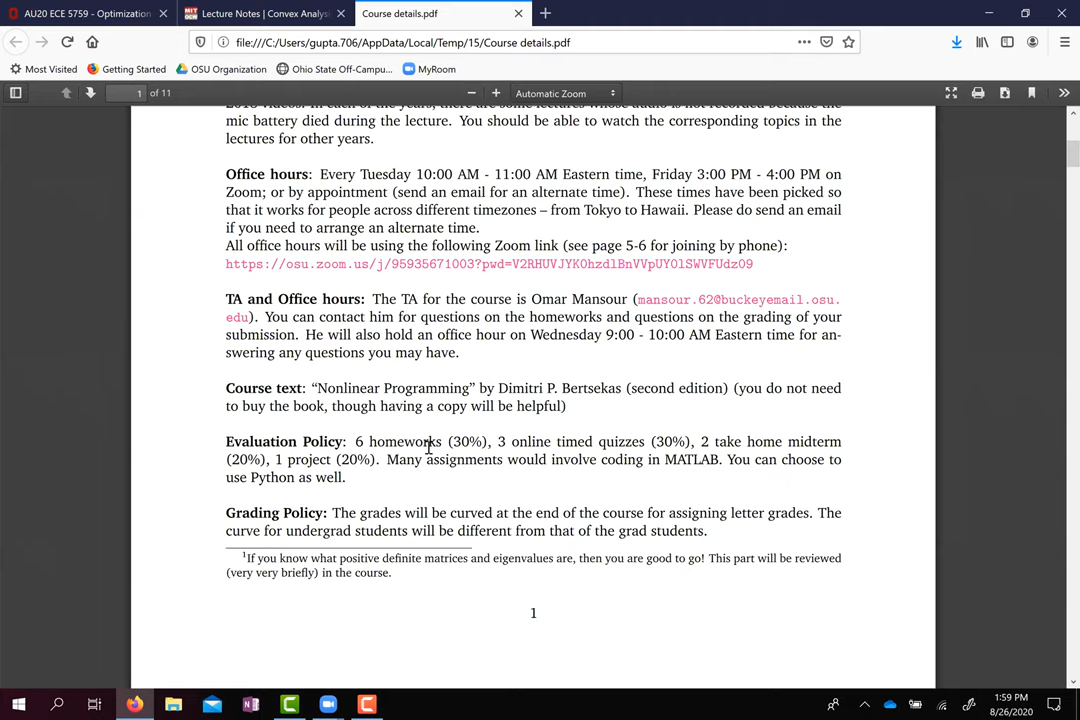 AU20 ECE 5759 - Optimization
Lecture Notes | Convex Analysi
Course details.pdf
file:///C:/Users/gupta.706/AppData/Local/Temp/15/Course details.pdf
Most Visited
Getting Started
OSU Organization
Ohio State Off-Campu...
MyRoom
1 of 11
Automatic Zoom
mic battery died during the lecture. You should be able to watch the corresponding topics in the
lectures for other years.
Office hours: Every Tuesday 10:00 AM - 11:00 AM Eastern time, Friday 3:00 PM - 4:00 PM on
Zoom; or by appointment (send an email for an alternate time). These times have been picked so
that it works for people across different timezones – from Tokyo to Hawaii. Please do send an email
if you need to arrange an alternate time.
All office hours will be using the following Zoom link (see page 5-6 for joining by phone):
https://osu.zoom.us/j/95935671003?pwd=V2RHUVJYK0hzdlBnVVpUY0lSWVFUdz09
TA and Office hours: The TA for the course is Omar Mansour (mansour.62@buckeyemail.osu.
edu). You can contact him for questions on the homeworks and questions on the grading of your
submission. He will also hold an office hour on Wednesday 9:00 - 10:00 AM Eastern time for an-
swering any questions you may have.
Course text: “Nonlinear Programming” by Dimitri P. Bertsekas (second edition) (you do not need
to buy the book, though having a copy will be helpful)
Evaluation Policy: 6 homeworks (30%), 3 online timed quizzes (30%), 2 take home midterm
(20%), 1 project (20%). Many assignments would involve coding in MATLAB. You can choose to
use Python as well.
Grading Policy: The grades will be curved at the end of the course for assigning letter grades. The
curve for undergrad students will be different from that of the grad students.
1If you know what positive definite matrices and eigenvalues are, then you are good to go! This part will be reviewed
(very very briefly) in the course.
1
1:59 PM
8/26/2020